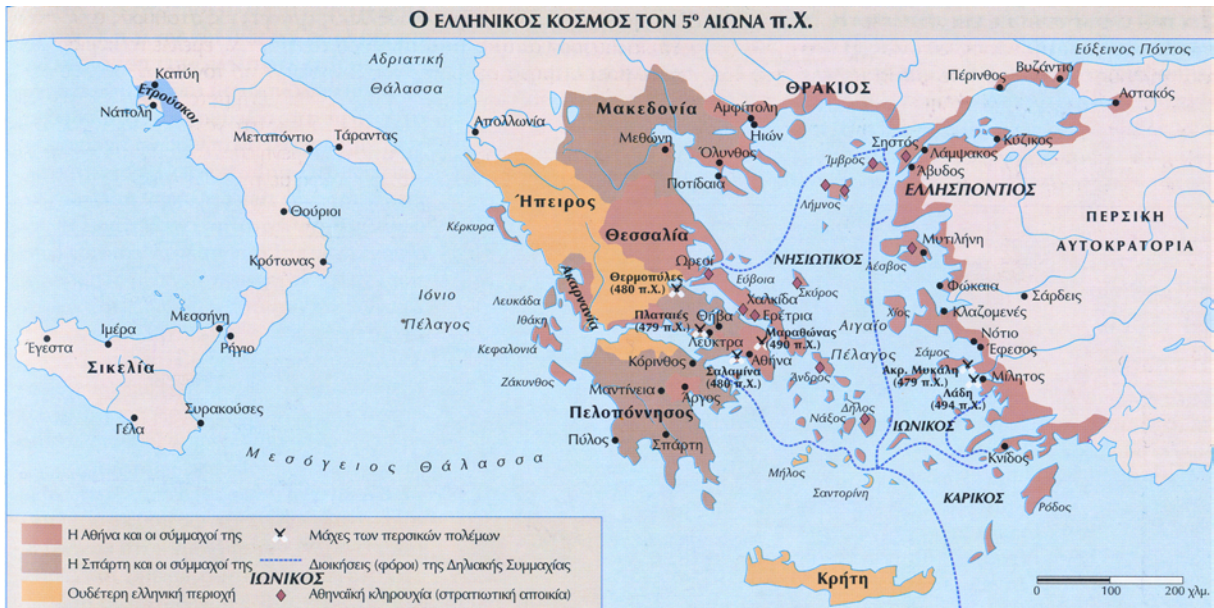 Ο ΕΛΛΗΝΙΚΟΣ ΚΟΣΜΟΣ ΤΟΝ 5º ΑΙΩΝΑ π.Χ.
Καπύη
Ετρούσκοι
Νάπολη
Μεταπόντιο
Τάραντας
Θούριοι
Κρότωνας
Μεσσήνη
Ρήγιο
Ιμέρα
Έγεστα
Σικελία
Γέλα
Συρακούσες
Αδριατική
Θάλασσα
Ιόνιο
Πέλαγος
Μεσόγειος Θάλασσα
Απολλωνία
Μακεδονία
Μεθώνη
Αμφίπολη
Ηιών
Όλυνθος
Ποτίδαια
ΘΡΑΚΙΟΣ
Εύξεινος Πόντος
Βυζάντιο
Πέρινθος
Αστακός
Κύζικος
Σηστός
Λάμψακος
Άβυδος
ΕΛΛΗΣΠΟΝΤΙΟΣ
Ίμβρος
Λήμνος
ΠΕΡΣΙΚΗ
ΑΥΤΟΚΡΑΤΟΡΙΑ
Ήπειρος
Κέρκυρα
Θεσσαλία
Ακαρνανία
Λευκάδα
Ιθάκη
Κεφαλονιά
Ζάκυνθος
Θερμοπύλες
(480 π.Χ.)
Ωρεοί
Εύβοια
Χαλκίδα
Ερέτρια
Σκύρος
ΝΗΣΙΩΤΙΚΟΣ
Πλαταιές
(479 π.Χ.)
Θήβα
Λεύκτρα
Μαραθώνας
(490 π.Χ.)
Αθήνα
Σαλαμίνα
(480 π.Χ.)
Κόρινθος
Μαντίνεια
Άργος
Πελοπόννησος
Πύλος
Σπάρτη
Αιγαίο
Πέλαγος
Άνδρος
Δήλος
Νάξος
Μήλος
Σαντορίνη
Μυτιλήνη
Λέσβος
Φώκαια
Σάρδεις
Κλαζομενές
Χίος
Νότιο
Έφεσος
Σάμος
Ακρ. Μυκάλη
(479 π.Χ.)
Μίλητος
Λάδη
(494 π.Χ.)
ΙΩΝΙΚΟΣ
Κνίδος
ΚΑΡΙΚΟΣ
Ρόδος
Κρήτη
Η Αθήνα και οι σύμμαχοί της
Η Σπάρτη και οι σύμμαχοί της
Ουδέτερη ελληνική περιοχή
Μάχες των περσικών πολέμων
Διοικήσεις (φόροι) της Δηλιακής Συμμαχίας
ΙΩΝΙΚΟΣ
Αθηναϊκή κληρουχία (στρατιωτική αποικία)
0 100 200 χλμ.